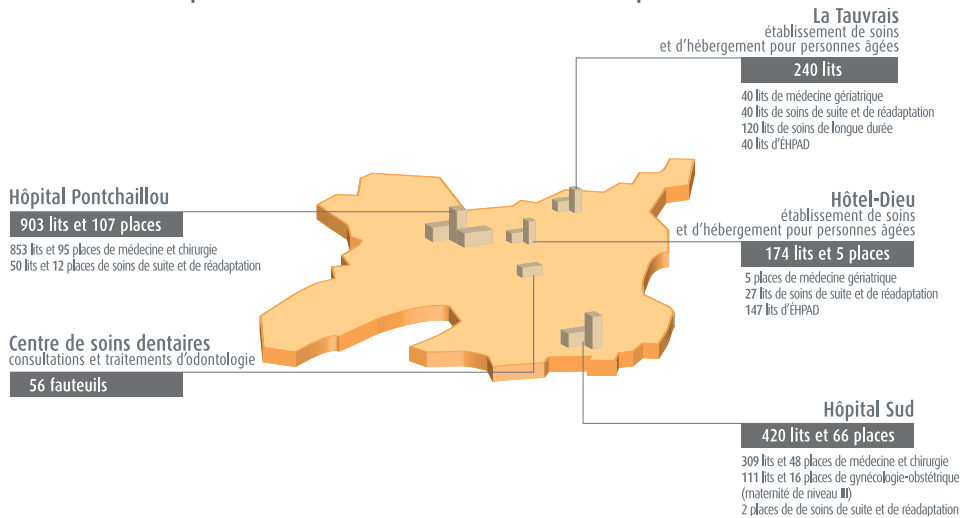 La Tauvrais
établissement de soins
et d'hébergement pour personnes âgées
240 lits
40 lits de médecine gériatrique
40 lits de soins de suite et de réadaptation
120 lits de soins de longue durée
40 lits d'ÉHPAD
Hôpital Pontchaillou
903 lits et 107 places
853 lits et 95 places de médecine et chirurgie
50 lits et 12 places de soins de suite et de réadaptation
Hôtel-Dieu
établissement de soins
et d'hébergement pour personnes âgées
174 lits et 5 places
5 places de médecine gériatrique
27 lits de soins de suite et de réadaptation
147 lits d'ÉHPAD
Centre de soins dentaires
consultations et traitements d'odontologie
56 fauteuils
Hôpital Sud
420 lits et 66 places
309 lits et 48 places de médecine et chirurgie
111 lits et 16 places de gynécologie-obstétrique
(maternité de niveau III)
2 places de de soins de suite et de réadaptation